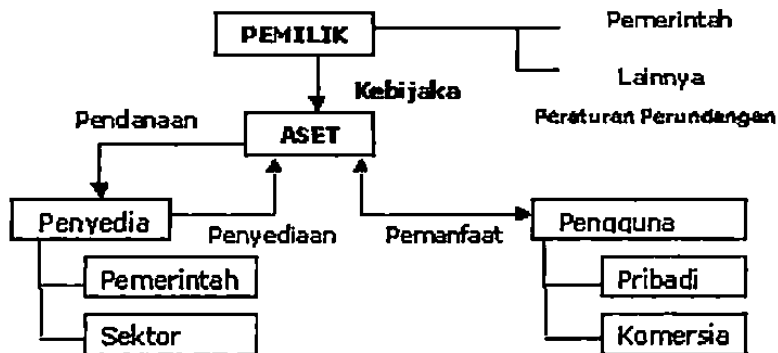 PEMILIK
Pemerintah
Lainnya
Kebijaka
Peraturan Perundangan
Pendanaan
ASET
Penyedia
Penyediaan
Pemanfaat
Pengguna
Pemerintah
Pribadi
Sektor
Komersia